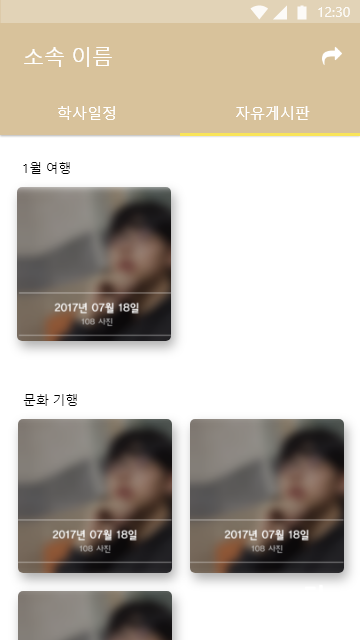 12:30
소속 이름
학사일정 자유게시판
1월 여행
2017년 07월 18일
108 사진
문화 기행
2017년 07월 18일 2017년 07월 18일
108 사진 108 사진